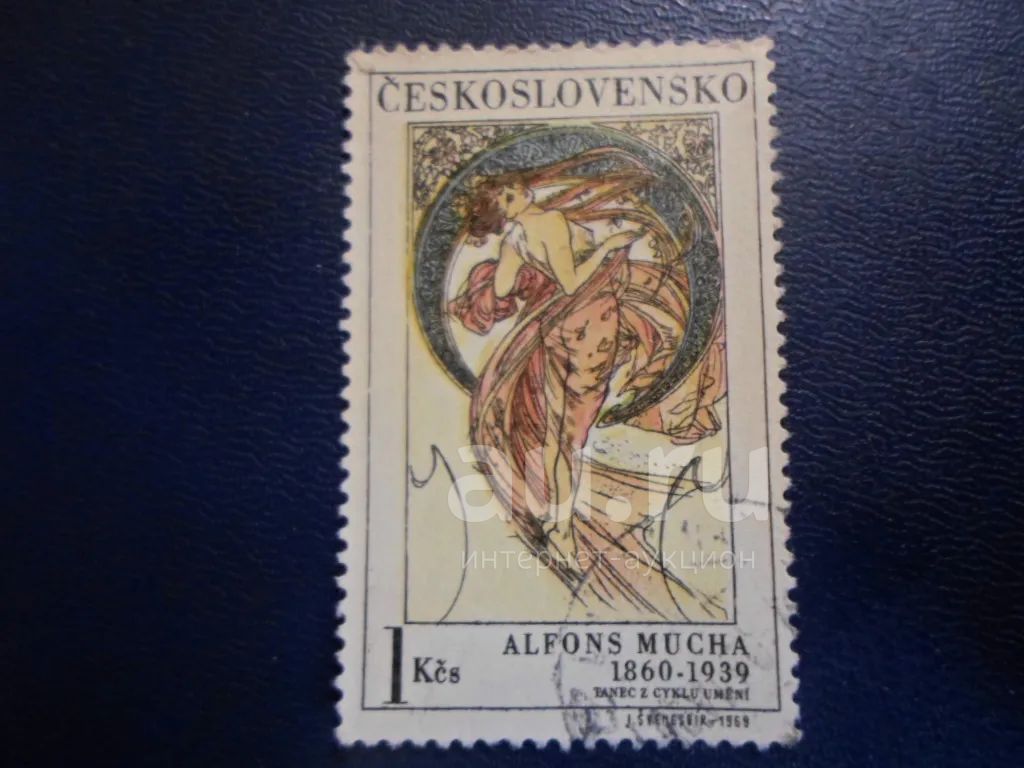 ČESKOSLOVENSKO
au.ru
интернет-аукцион
1 Kčs
ALFONS MUCHA
1860-1939
TANEC Z CYKLU UMĚNÍ
1969